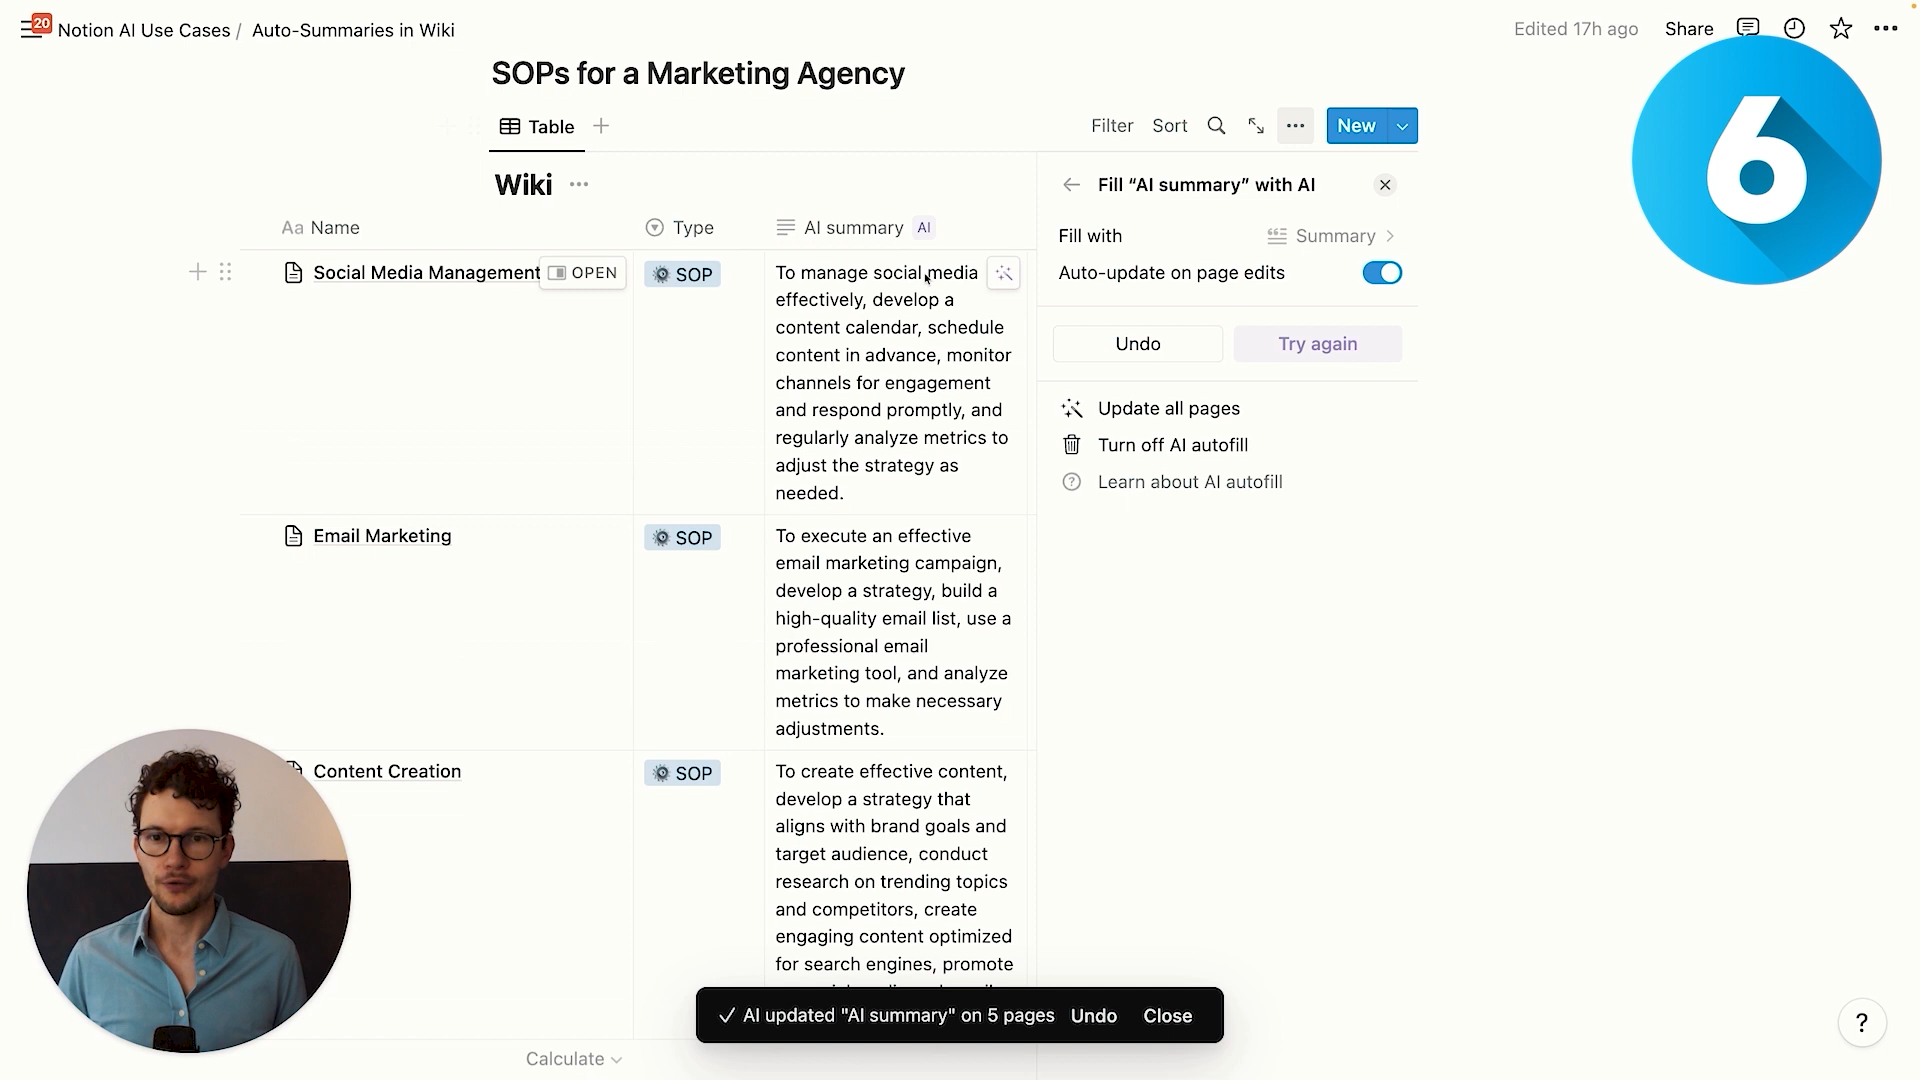 20
Notion AI Use Cases / Auto-Summaries in Wiki
Edited 17h ago
Share
SOPs for a Marketing Agency
Table
Filter
Sort
New
6
Wiki
Fill “AI summary” with AI
Aa Name
Type
AI summary AI
Fill with
Summary
Auto-update on page edits
Undo
Try again
Update all pages
Turn off AI autofill
? Learn about AI autofill
Social Media Management
OPEN
SOP
To manage social media
effectively, develop a
content calendar, schedule
content in advance, monitor
channels for engagement
and respond promptly, and
regularly analyze metrics to
adjust the strategy as
needed.
Email Marketing
SOP
To execute an effective
email marketing campaign,
develop a strategy, build a
high-quality email list, use a
professional email
marketing tool, and analyze
metrics to make necessary
adjustments.
Content Creation
SOP
To create effective content,
develop a strategy that
aligns with brand goals and
target audience, conduct
research on trending topics
and competitors, create
engaging content optimized
for search engines, promote
AI updated "AI summary" on 5 pages
Undo
Close
Calculate
?